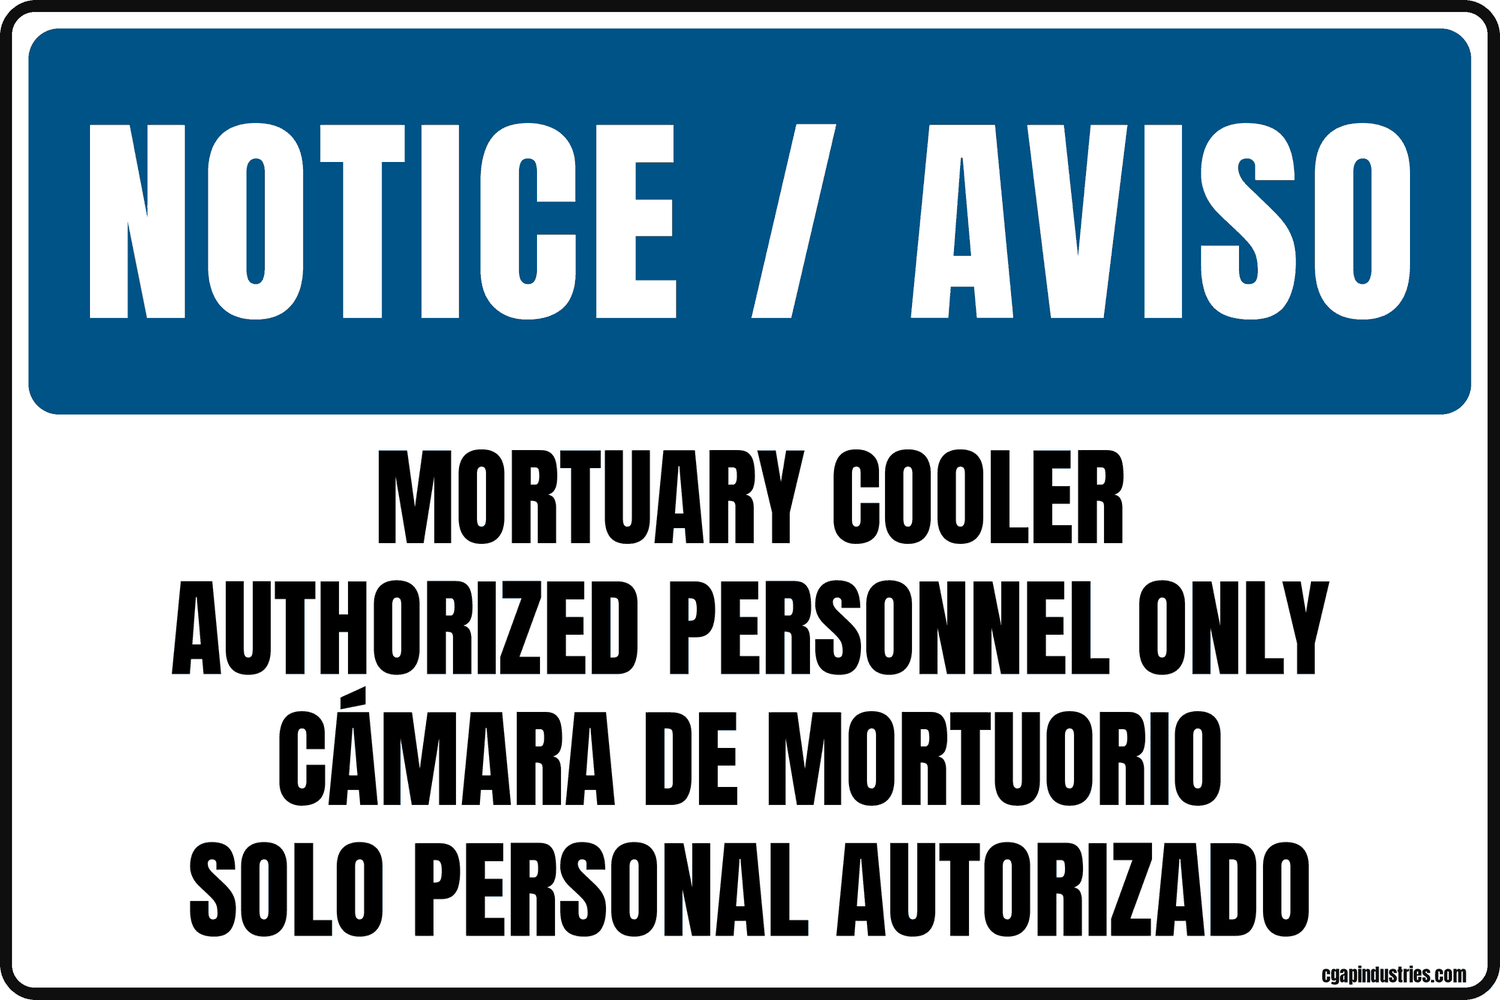 NOTICE / AVISO
MORTUARY COOLER
AUTHORIZED PERSONNEL ONLY
CÁMARA DE MORTUORIO
SOLO PERSONAL AUTORIZADO
cgapindustries.com